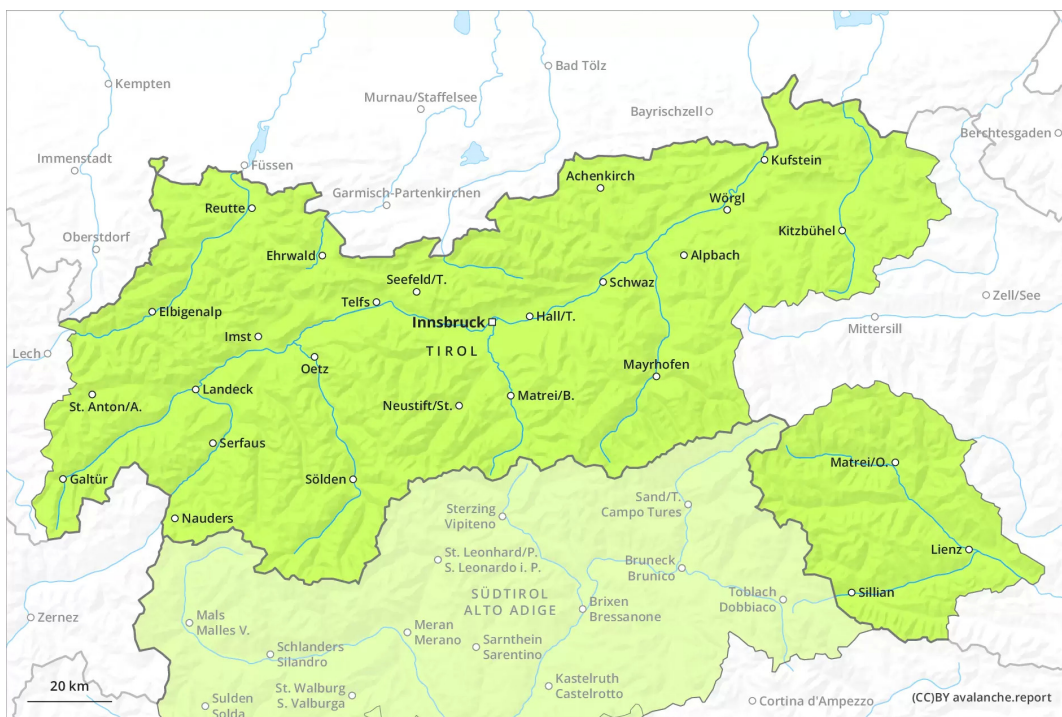 Kempten
Bad Tölz
Murnau/Staffelsee
Bayrischzell
Berchtesgaden
Immenstadt
Füssen
Kufstein
Achenkirch
Garmisch-Partenkirchen
Reutte
Wörgl
Oberstdorf
Kitzbühel
Ehrwald
Alpbach
Seefeld/T.
Schwaz
Zell/See
Telfs
Elbigenalp
Hall/T.
Innsbruck
Mittersill
Imst
TIROL
Lech
Oetz
Mayrhofen
Landeck
St. Anton/A.
Neustift/St.
Matrei/B.
Serfaus
Matrei/O.
Galtür
Sölden
Sand/T.
Campo Tures
Sterzing
Vipiteno
Nauders
Lienz
St. Leonhard/P.
S. Leonardo i. P.
Bruneck
Brunico
SÜDTIROL
ALTO ADIGE
Sillian
Toblach
Dobbiaco
Brixen
Bressanone
Zernez
Mals
Malles V.
Meran
Merano
Sarnthein
Sarentino
Schlanders
Silandro
Kastelruth
Castelrotto
20 km
St. Walburg
S. Valburga
Sulden
Solda
Cortina d'Ampezzo
(CC)BY avalanche.report